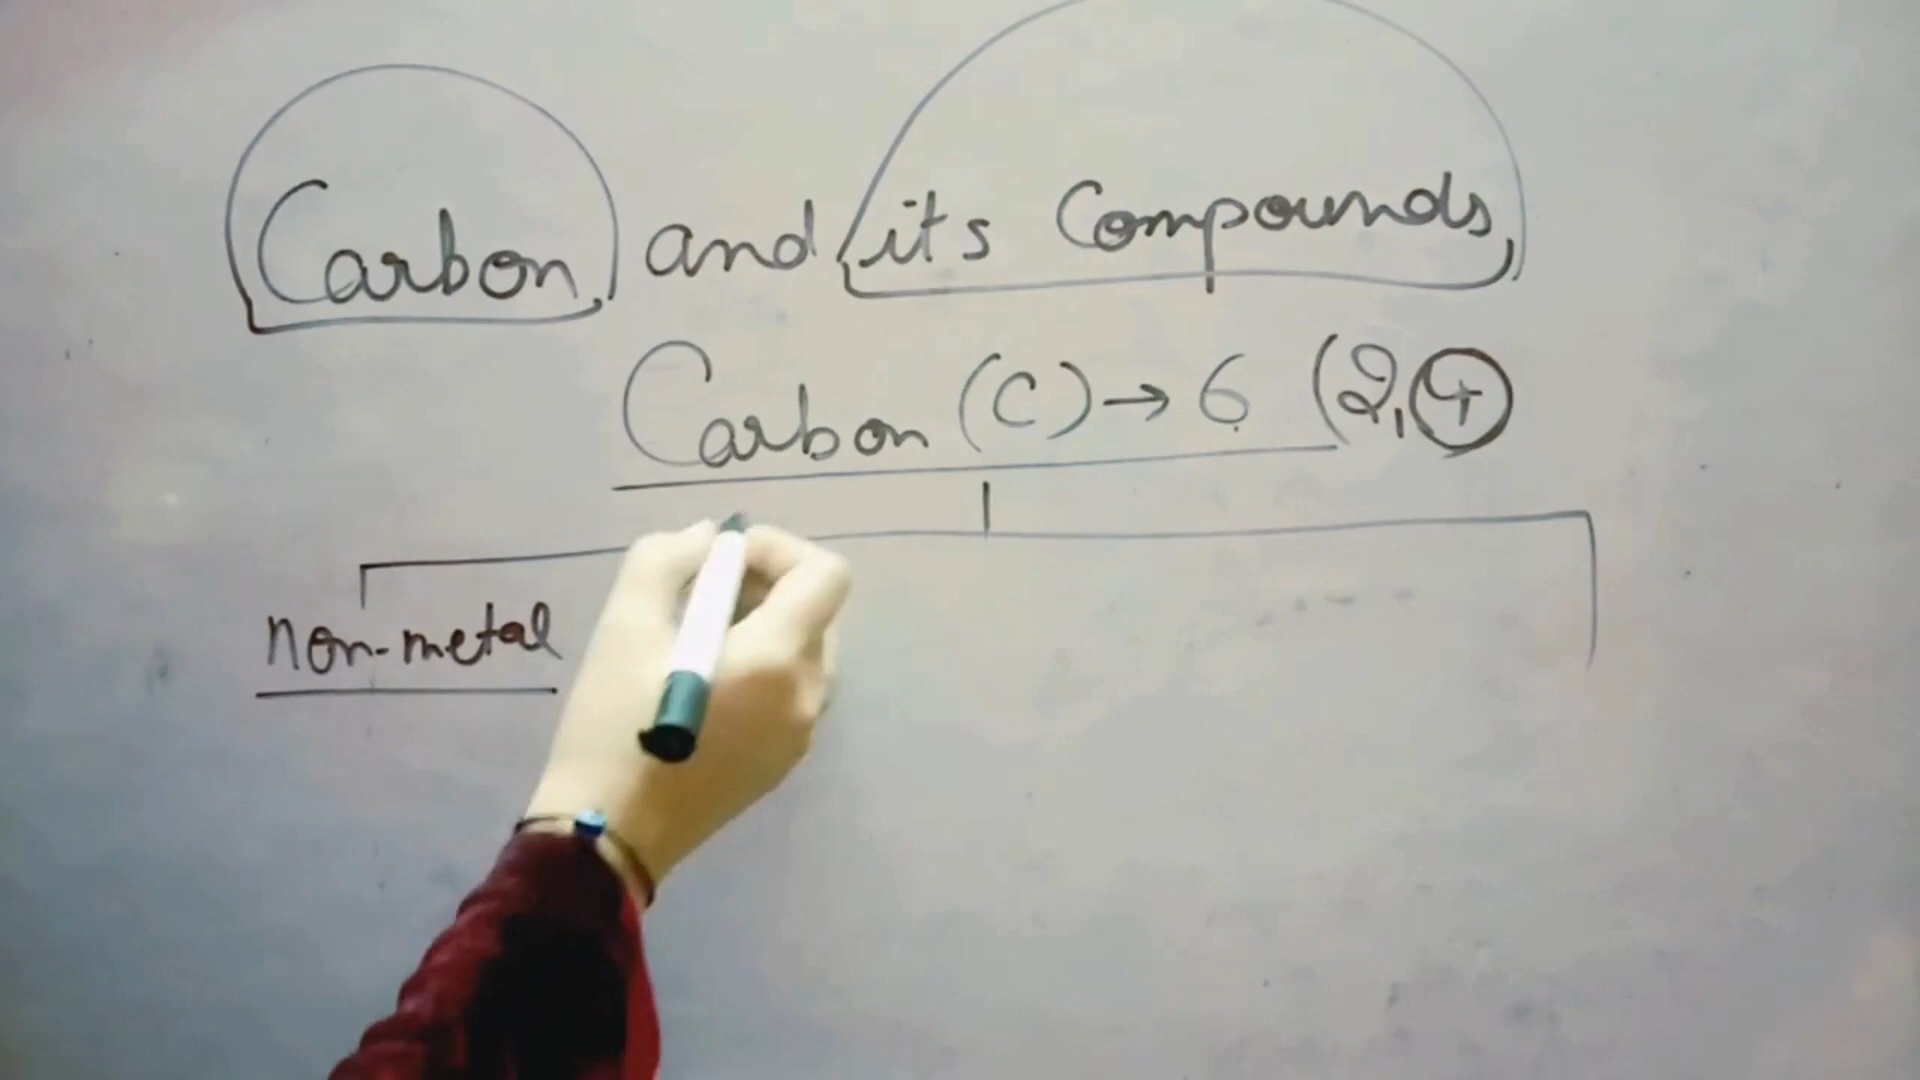 Carbon and its Compounds
Carbon (C) → 6 (2, 4
non-metal